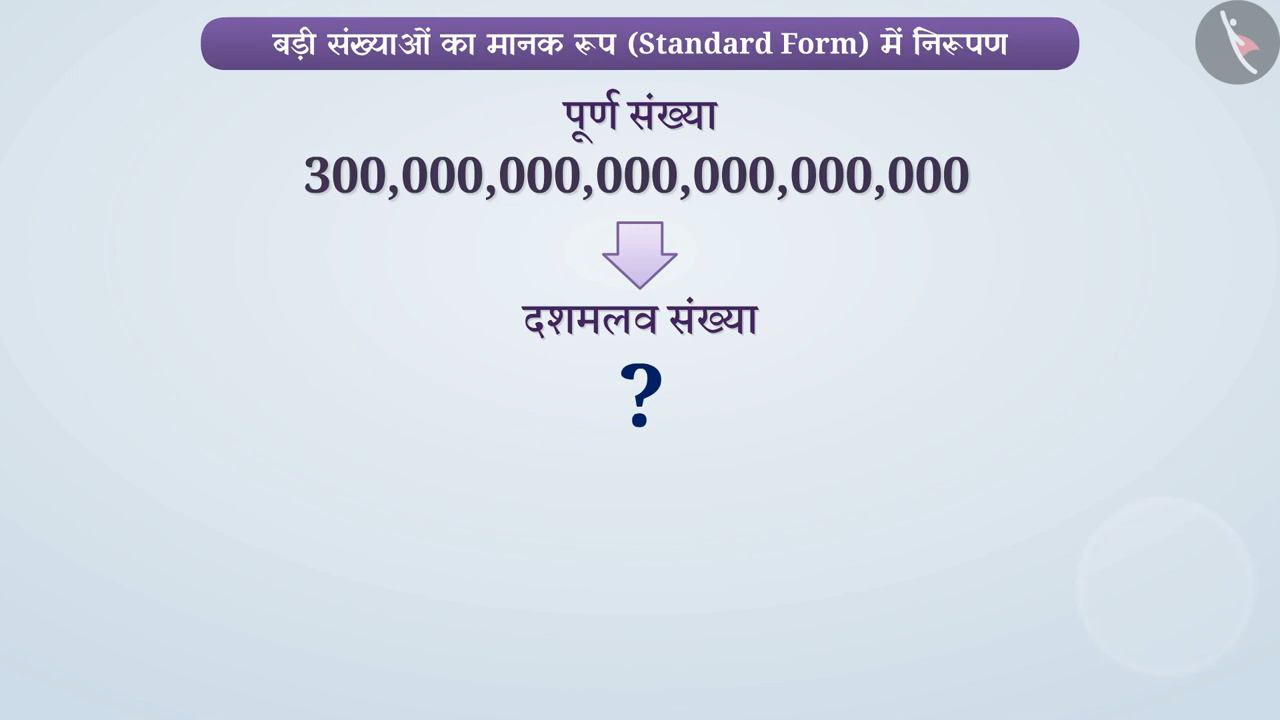 बड़ी संख्याओं का मानक रूप (Standard Form) में निरूपण
पूर्ण संख्या
300,000,000,000,000,000,000
दशमलव संख्या
?